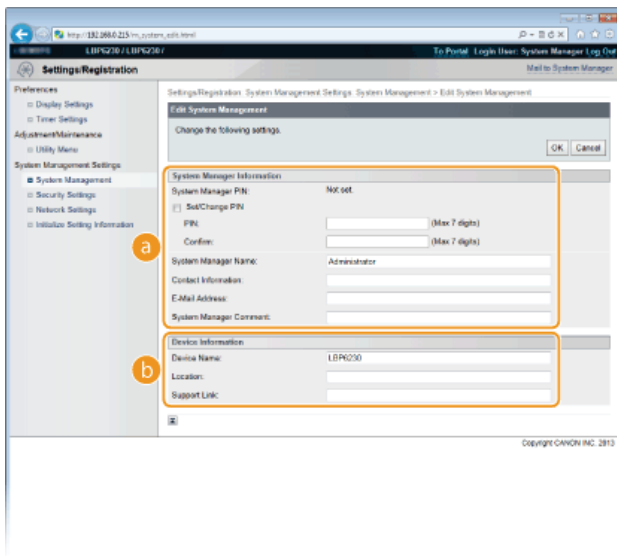 http://192.168.0.215/m_system_edit.html
LBP6230 / LBP6230 /
To Portal Login User: System Manager Log Out
Settings/Registration
Mail to System Manager
Preferences
Display Settings
Timer Settings
Adjustment/Maintenance
Utility Menu
System Management Settings
System Management
Security Settings
Network Settings
Initialize Setting Information
Settings/Registration: System Management Settings: System Management > Edit System Management
Edit System Management
Change the following settings.
OK Cancel
a
System Manager Information
System Manager PIN: Not set.
Set/Change PIN
PIN: (Max 7 digits)
Confirm: (Max 7 digits)
System Manager Name: Administrator
Contact Information:
E-Mail Address:
System Manager Comment:
b
Device Information
Device Name: LBP6230
Location:
Support Link:
Copyright CANON INC. 2013